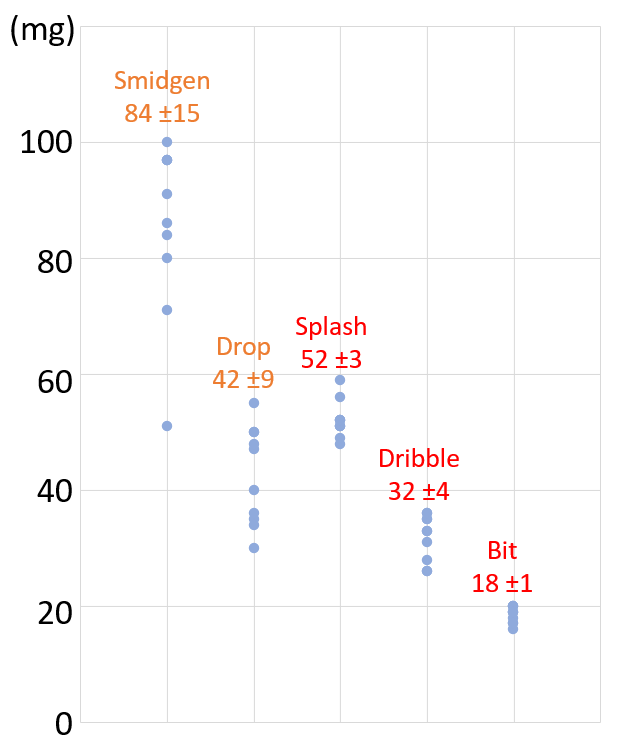 (mg)
Smidgen
84 ±15
100
80
Splash
52 ±3
Drop
42 ±9
60
Dribble
32 ±4
40
Bit
18 ±1
20
0